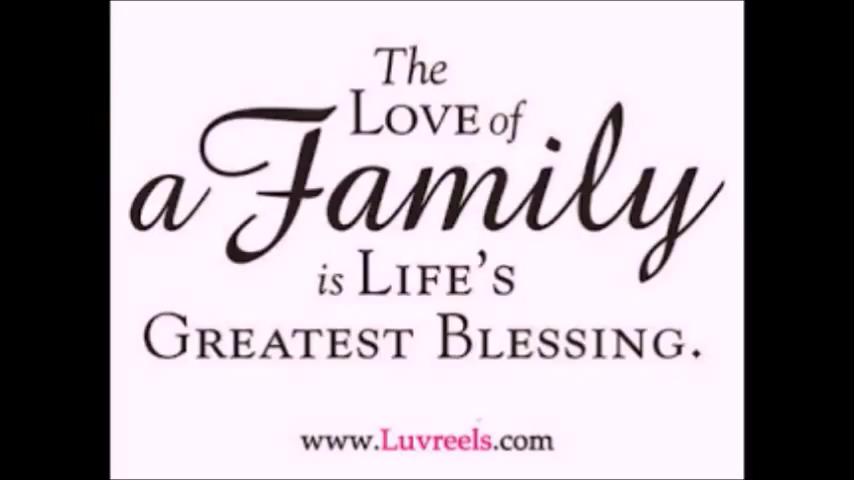 The
LOVE of
a Family
is LIFE'S
GREATEST BLESSING.
www.Luvreels.com